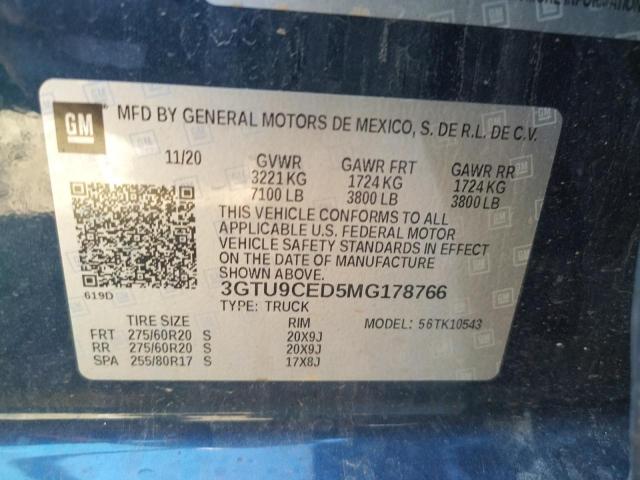 GM
MFD BY GENERAL MOTORS DE MEXICO, S. DE R.L. DE C.V.
11/20 GVWR GAWR FRT GAWR RR
3221 KG 1724 KG 1724 KG
7100 LB 3800 LB 3800 LB
THIS VEHICLE CONFORMS TO ALL
APPLICABLE U.S. FEDERAL MOTOR
VEHICLE SAFETY STANDARDS IN EFFECT
ON THE DATE OF MANUFACTURE
SHOWN ABOVE.
619D
3GTU9CED5MG178766
TYPE: TRUCK
TIRE SIZE RIM MODEL: 56TK10543
FRT 275/60R20 S 20X9J
RR 275/60R20 S 20X9J
SPA 255/80R17 S 17X8J